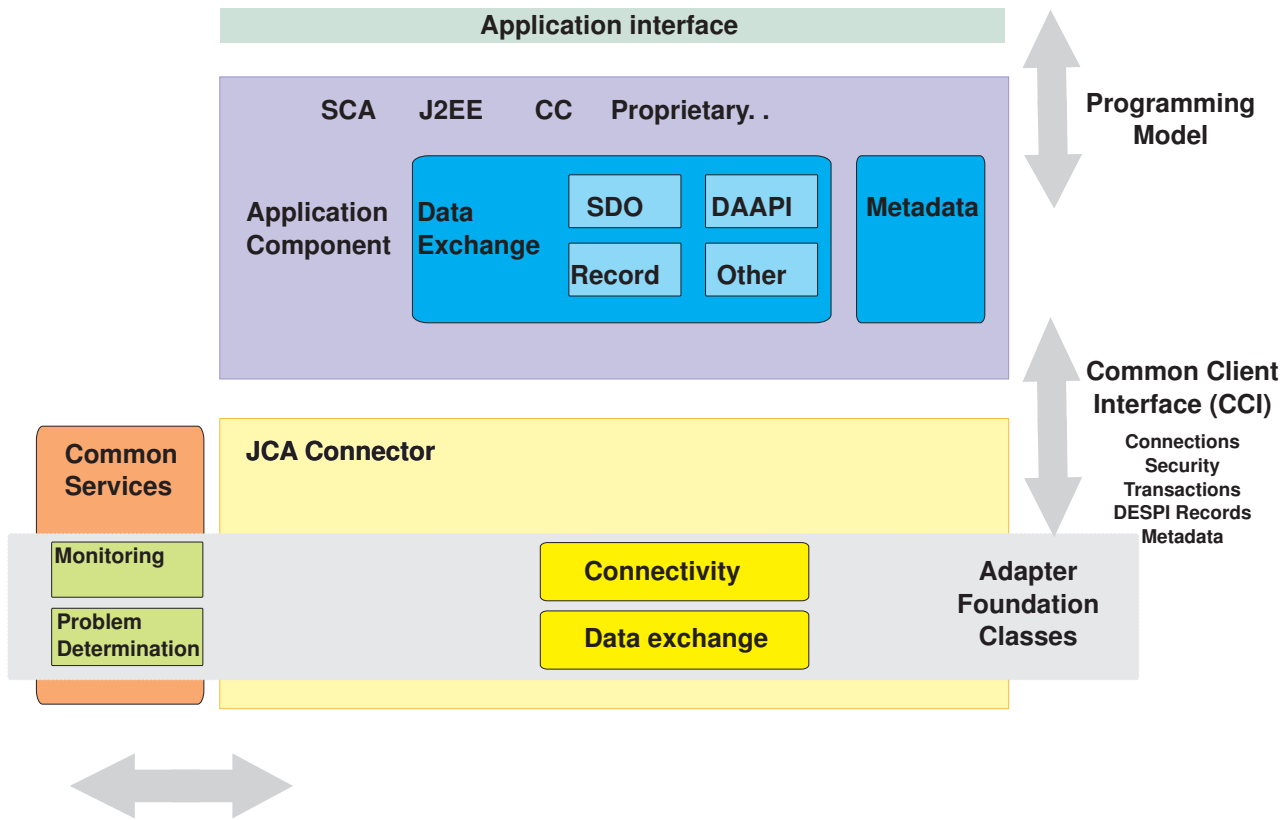 Application interface
SCA J2EE CC Proprietary. .
Programming
Model
Application
Component
Data
Exchange
SDO
DAAPI
Record
Other
Metadata
Common Client
Interface (CCI)
Connections
Security
Transactions
DESPI Records
Metadata
Common
Services
JCA Connector
Monitoring
Problem
Determination
Connectivity
Data exchange
Adapter
Foundation
Classes